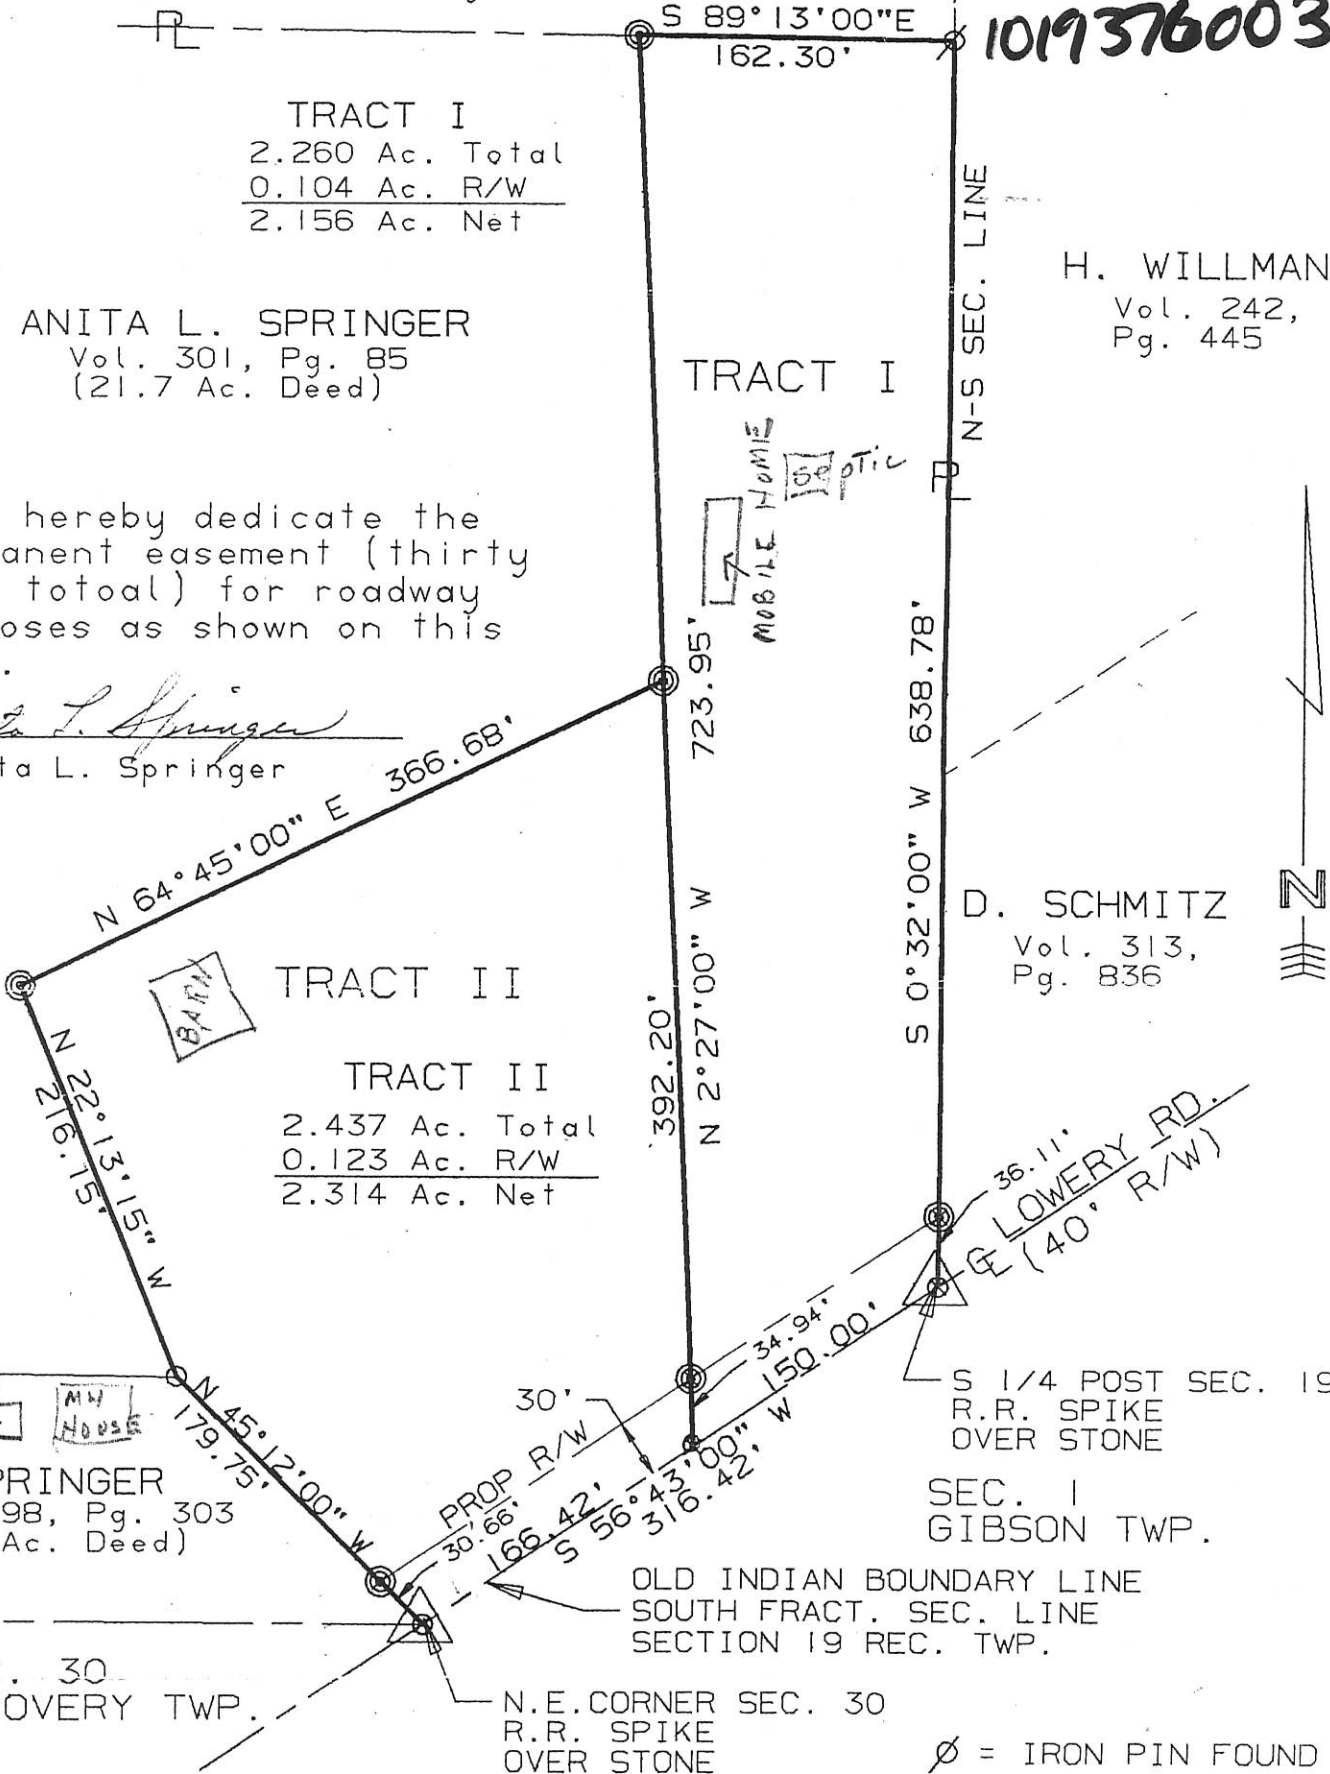 PL
S 89°13'00"E
162.30'
1019376003
TRACT I
2.260 Ac. Total
0.104 Ac. R/W
2.156 Ac. Net
N-S SEC. LINE
H. WILLMAN
Vol. 242,
Pg. 445
ANITA L. SPRINGER
Vol. 301, Pg. 85
(21.7 Ac. Deed)
TRACT I
MOBILE HOME
Septic
PL
hereby dedicate the
anent easement (thirty
totoal) for roadway
oses as shown on this
L. Springer
ta L. Springer
723.95'
S 0°32'00" W 638.78'
N 64°45'00" E 366.68'
D. SCHMITZ
Vol. 313,
Pg. 836
N
BARN
TRACT II
TRACT II
2.437 Ac. Total
0.123 Ac. R/W
2.314 Ac. Net
392.20'
N 2°27'00" W
N 22°13'15" W
216.15'
36.11'
CL LOWERY RD.
(40' R/W)
34.94'
150.00'
30'
S 1/4 POST SEC. 19
R.R. SPIKE
OVER STONE
MY
HOUSE
N 45°12'00" W
179.75'
PRINGER
98, Pg. 303
Ac. Deed)
PROP R/W
30.66'
166.42'
S 56°43'00" W
316.42'
SEC. 1
GIBSON TWP.
OLD INDIAN BOUNDARY LINE
SOUTH FRACT. SEC. LINE
SECTION 19 REC. TWP.
. 30
OVERY TWP.
N.E.CORNER SEC. 30
R.R. SPIKE
OVER STONE
Ø = IRON PIN FOUND